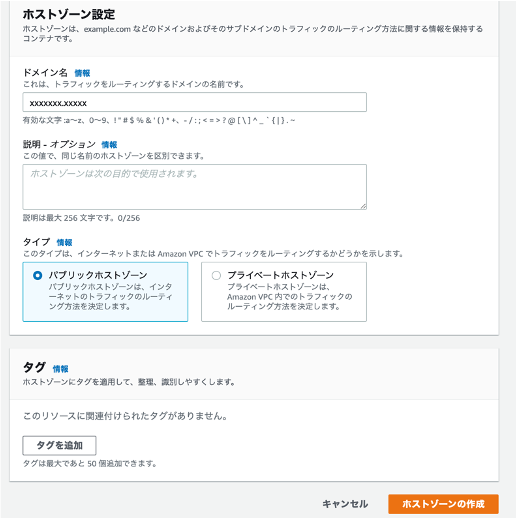 ホストゾーン設定
ホストゾーンは、example.com などのドメインおよびそのサブドメインのトラフィックのルーティング方法に関する情報を保持する
コンテナです。
ドメイン名 情報
これは、トラフィックをルーティングするドメインの名前です。
xxxxxxx.xxxxx
有効な文字 :a〜z、0〜9、! " # $ % & ' ( ) * +、- / : ; < = > ? @ [ \ ] ^ _ ` { | } . ~
説明 - オプション 情報
この値で、同じ名前のホストゾーンを区別できます。
ホストゾーンは次の目的で使用されます。
説明は最大 256 文字です。0/256
タイプ 情報
このタイプは、インターネットまたは Amazon VPC でトラフィックをルーティングするかどうかを示します。
パブリックホストゾーン
パブリックホストゾーンは、インター
ネットのトラフィックのルーティ
ング方法を決定します。
プライベートホストゾーン
プライベートホストゾーンは、
Amazon VPC 内でのトラフィックの
ルーティング方法を決定します。
タグ 情報
ホストゾーンにタグを適用して、整理、識別しやすくします。
このリソースに関連付けられたタグがありません。
タグを追加
タグは最大であと 50 個追加できます。
キャンセル
ホストゾーンの作成